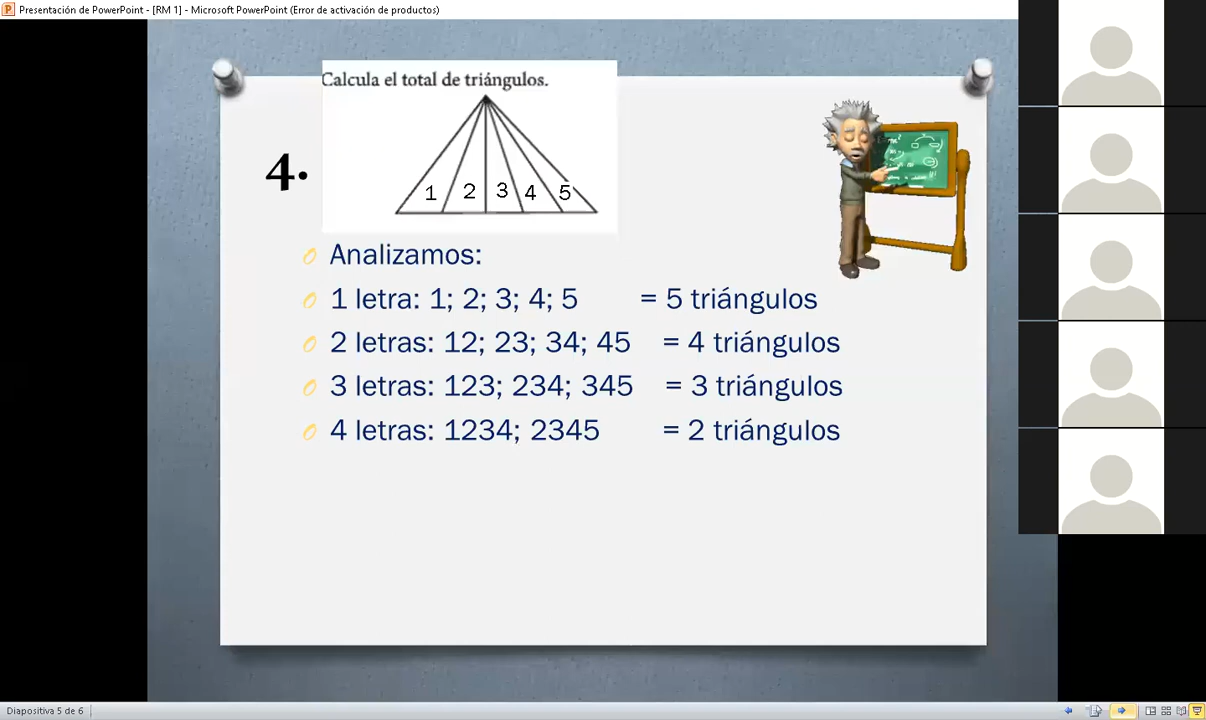 Presentación de PowerPoint - [RM 1] - Microsoft PowerPoint (Error de activación de productos)
Calcula el total de triángulos.
4.
1 2 3 4 5
Analizamos:
1 letra: 1; 2; 3; 4; 5 = 5 triángulos
2 letras: 12; 23; 34; 45 = 4 triángulos
3 letras: 123; 234; 345 = 3 triángulos
4 letras: 1234; 2345 = 2 triángulos
Diapositiva 5 de 6